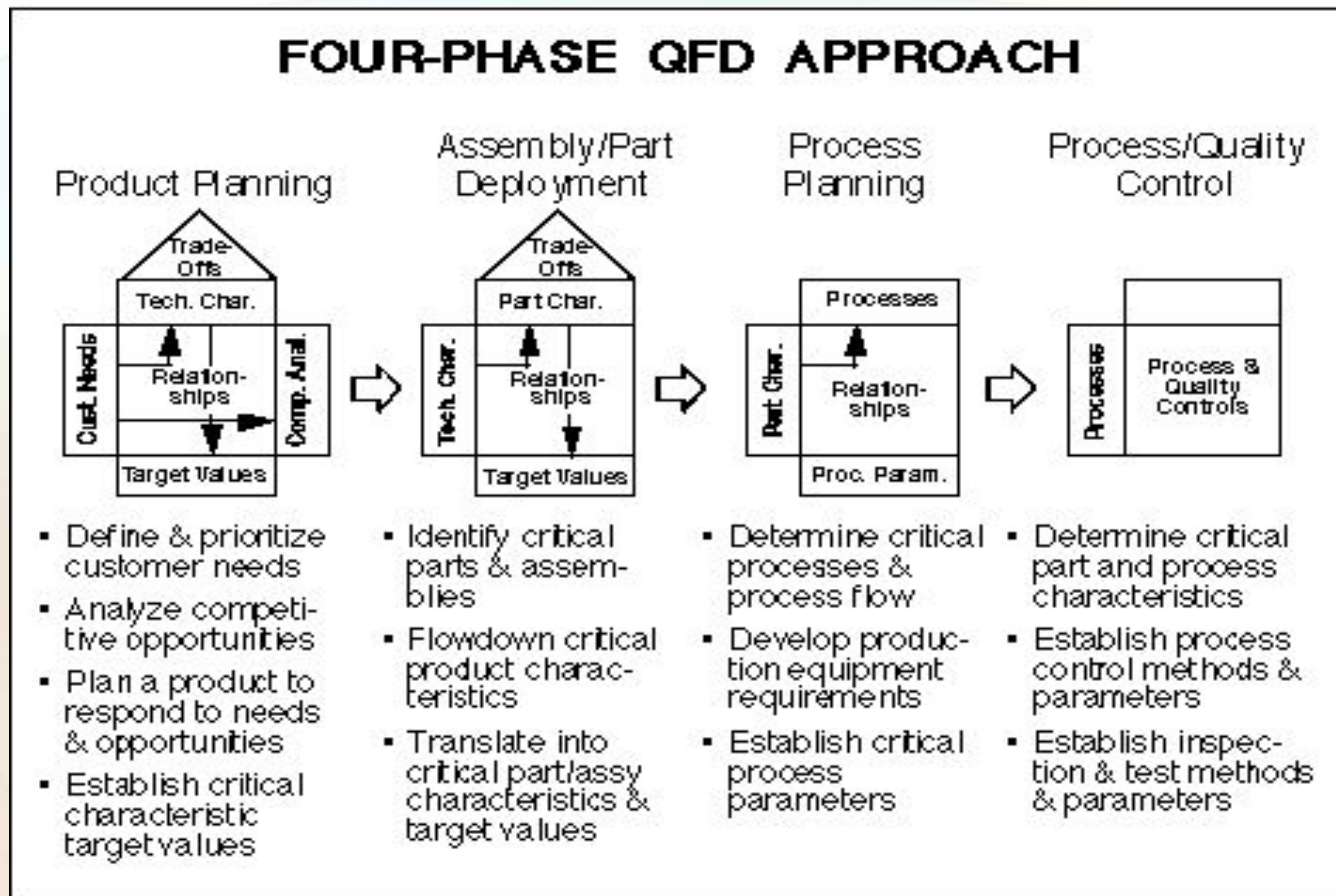 FOUR-PHASE QFD APPROACH
Product Planning
Trade-
Offs
Tech. Char.
Cust. Needs
Relation-
ships
Comp. Anal.
Target Values
▪ Define & prioritize
customer needs
▪ Analyze competi-
tive opportunities
▪ Plan a product to
respond to needs
& opportunities
▪ Establish critical
characteristic
target values
Assembly/Part
Deployment
Trade-
Offs
Part Char.
Tech. Char.
Relation-
ships
Target Values
▪ Identify critical
parts & assem-
blies
▪ Flowdown critical
product charac-
teristics
▪ Translate into
critical part/assy
characteristics &
target values
Process
Planning
Processes
Part Char.
Relation-
ships
Proc. Param.
▪ Determine critical
processes &
process flow
▪ Develop produc-
tion equipment
requirements
▪ Establish critical
process
parameters
Process/Quality
Control
Processes
Process &
Quality
Controls
▪ Determine critical
part and process
characteristics
▪ Establish process
control methods &
parameters
▪ Establish inspec-
tion & test methods
& parameters